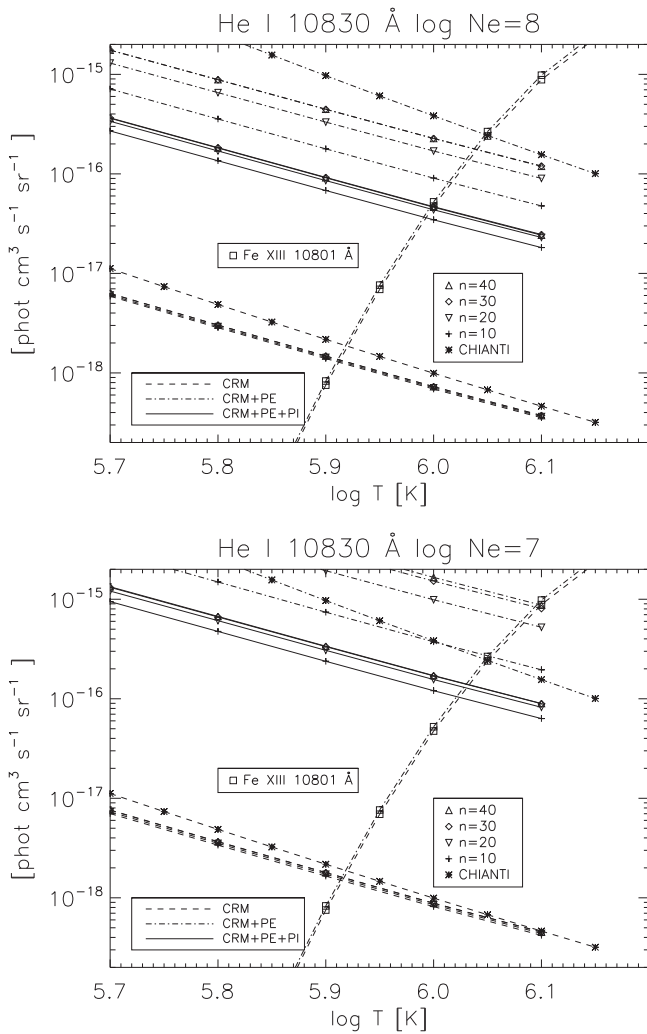 He I 10830 Å log Ne=8
10⁻¹⁵
10⁻¹⁶
10⁻¹⁷
10⁻¹⁸
[phot cm³ s⁻¹ sr⁻¹ ]
□ Fe XIII 10801 Å
△ n=40
◇ n=30
▽ n=20
+ n=10
✳ CHIANTI
CRM
CRM+PE
CRM+PE+PI
5.7 5.8 5.9 6.0 6.1
log T [K]
He I 10830 Å log Ne=7
10⁻¹⁵
10⁻¹⁶
10⁻¹⁷
10⁻¹⁸
[phot cm³ s⁻¹ sr⁻¹ ]
□ Fe XIII 10801 Å
△ n=40
◇ n=30
▽ n=20
+ n=10
✳ CHIANTI
CRM
CRM+PE
CRM+PE+PI
5.7 5.8 5.9 6.0 6.1
log T [K]